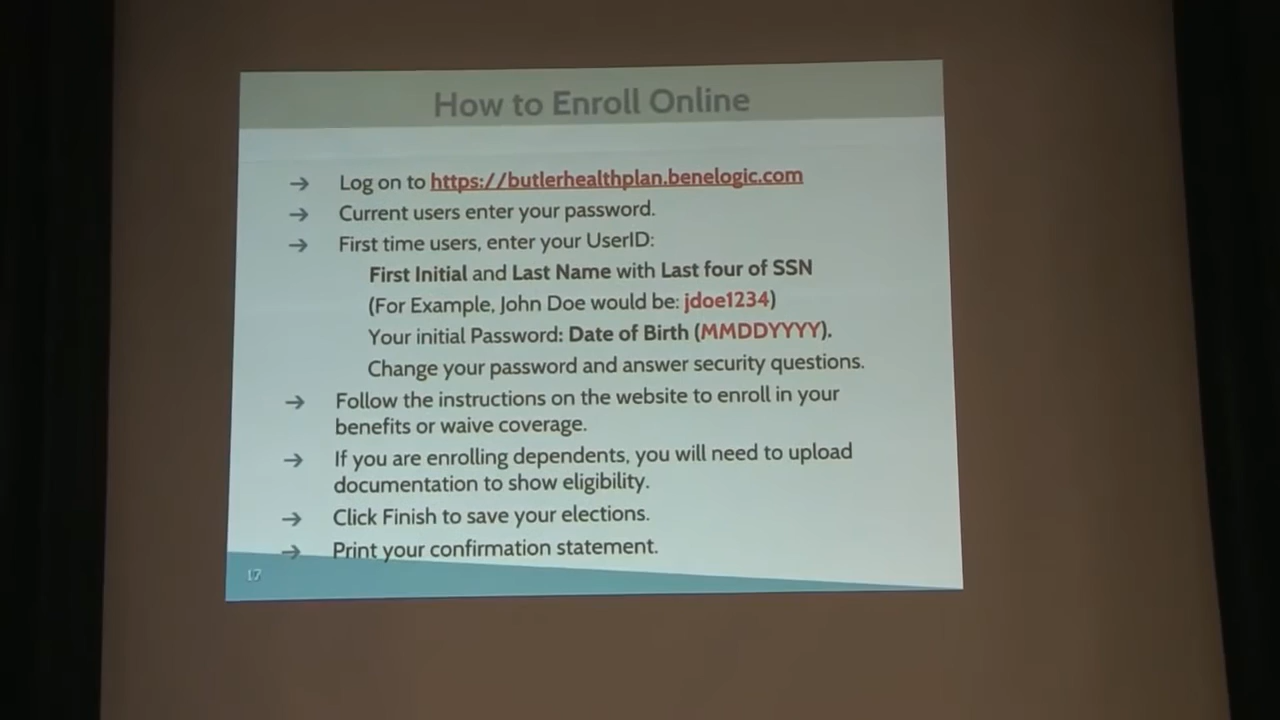 How to Enroll Online
→ Log on to https://butlerhealthplan.benelogic.com
→ Current users enter your password.
→ First time users, enter your UserID:
First Initial and Last Name with Last four of SSN
(For Example, John Doe would be: jdoe1234)
Your initial Password: Date of Birth (MMDDYYYY).
Change your password and answer security questions.
→ Follow the instructions on the website to enroll in your
benefits or waive coverage.
→ If you are enrolling dependents, you will need to upload
documentation to show eligibility.
→ Click Finish to save your elections.
→ Print your confirmation statement.
17